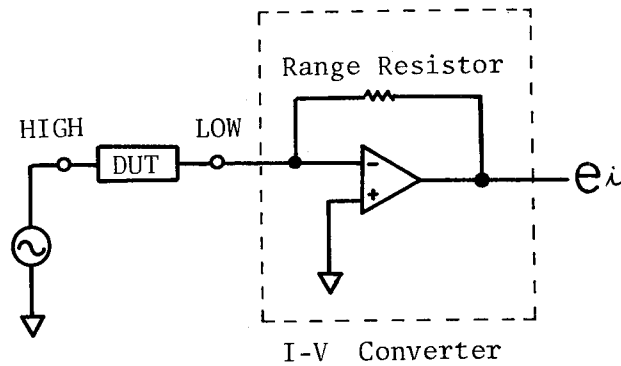 Range Resistor
HIGH
LOW
DUT
−
+
ei
I-V Converter